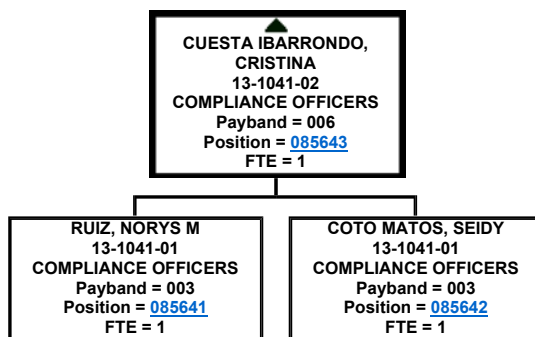 CUESTA IBARRONDO,
CRISTINA
13-1041-02
COMPLIANCE OFFICERS
Payband = 006
Position = 085643
FTE = 1
RUIZ, NORYS M
13-1041-01
COMPLIANCE OFFICERS
Payband = 003
Position = 085641
FTE = 1
COTO MATOS, SEIDY
13-1041-01
COMPLIANCE OFFICERS
Payband = 003
Position = 085642
FTE = 1